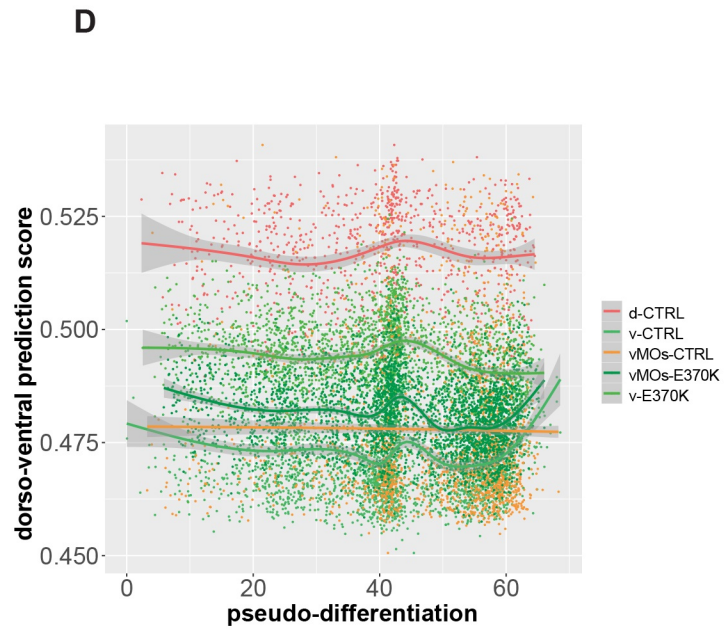 D
dorso-ventral prediction score
0.525
0.500
0.475
0.450
0
20
40
60
pseudo-differentiation
d-CTRL
v-CTRL
vMOs-CTRL
vMOs-E370K
v-E370K